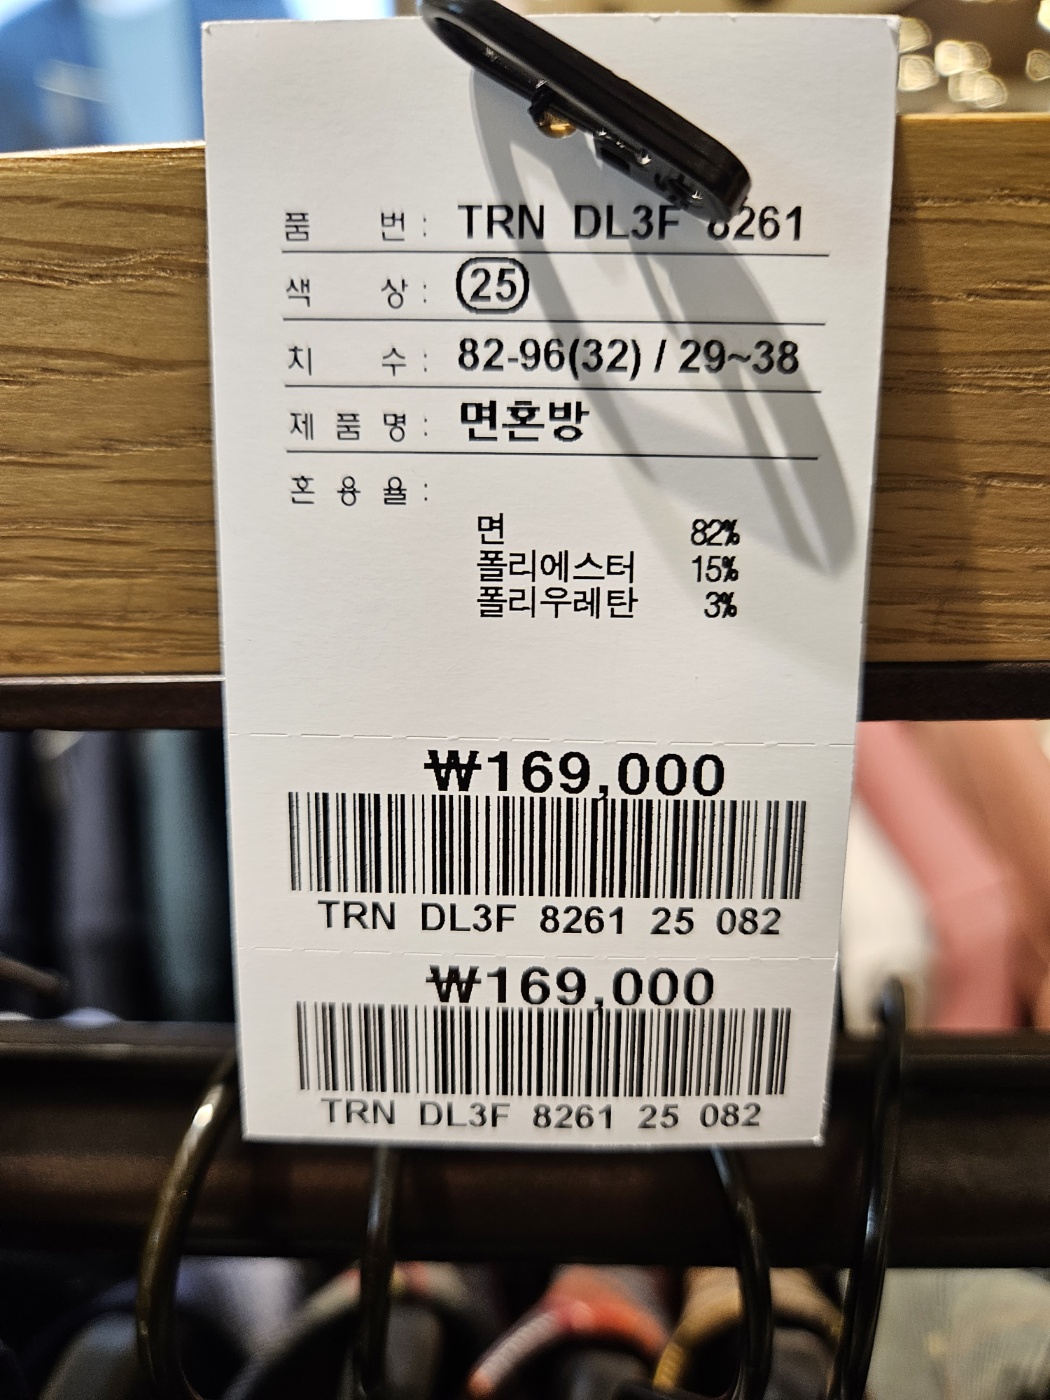 품 번 : TRN DL3F 8261
색 상 : 25
치 수 : 82-96(32) / 29~38
제 품 명 : 면혼방
혼 용 율 :
면 82%
폴리에스터 15%
폴리우레탄 3%
₩169,000
TRN DL3F 8261 25 082
₩169,000
TRN DL3F 8261 25 082